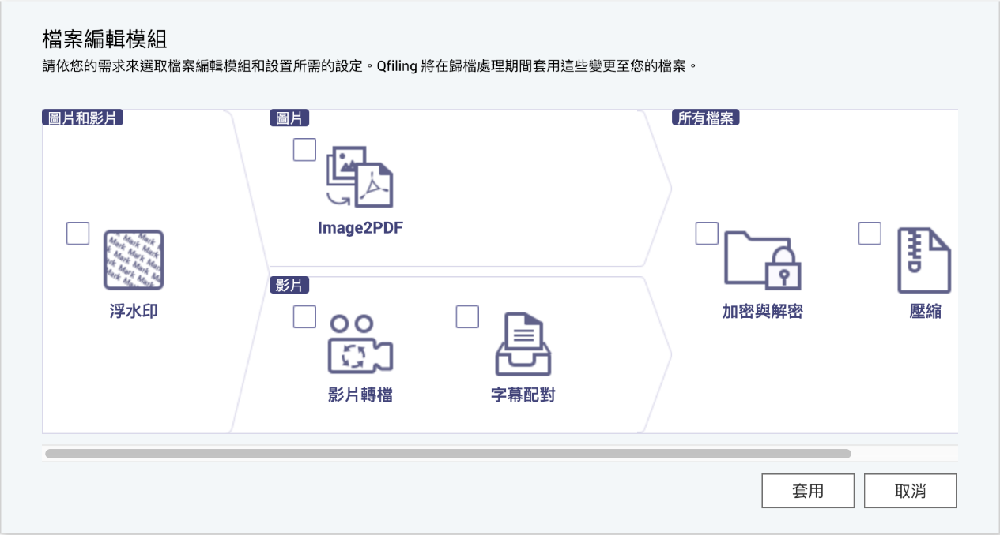 檔案編輯模組
請依您的需求來選取檔案編輯模組和設置所需的設定。Qfiling 將在歸檔處理期間套用這些變更至您的檔案。
圖片和影片
圖片
所有檔案
Image2PDF
Mark Mark Mark
浮水印
加密與解密
壓縮
影片
影片轉檔
字幕配對
套用
取消